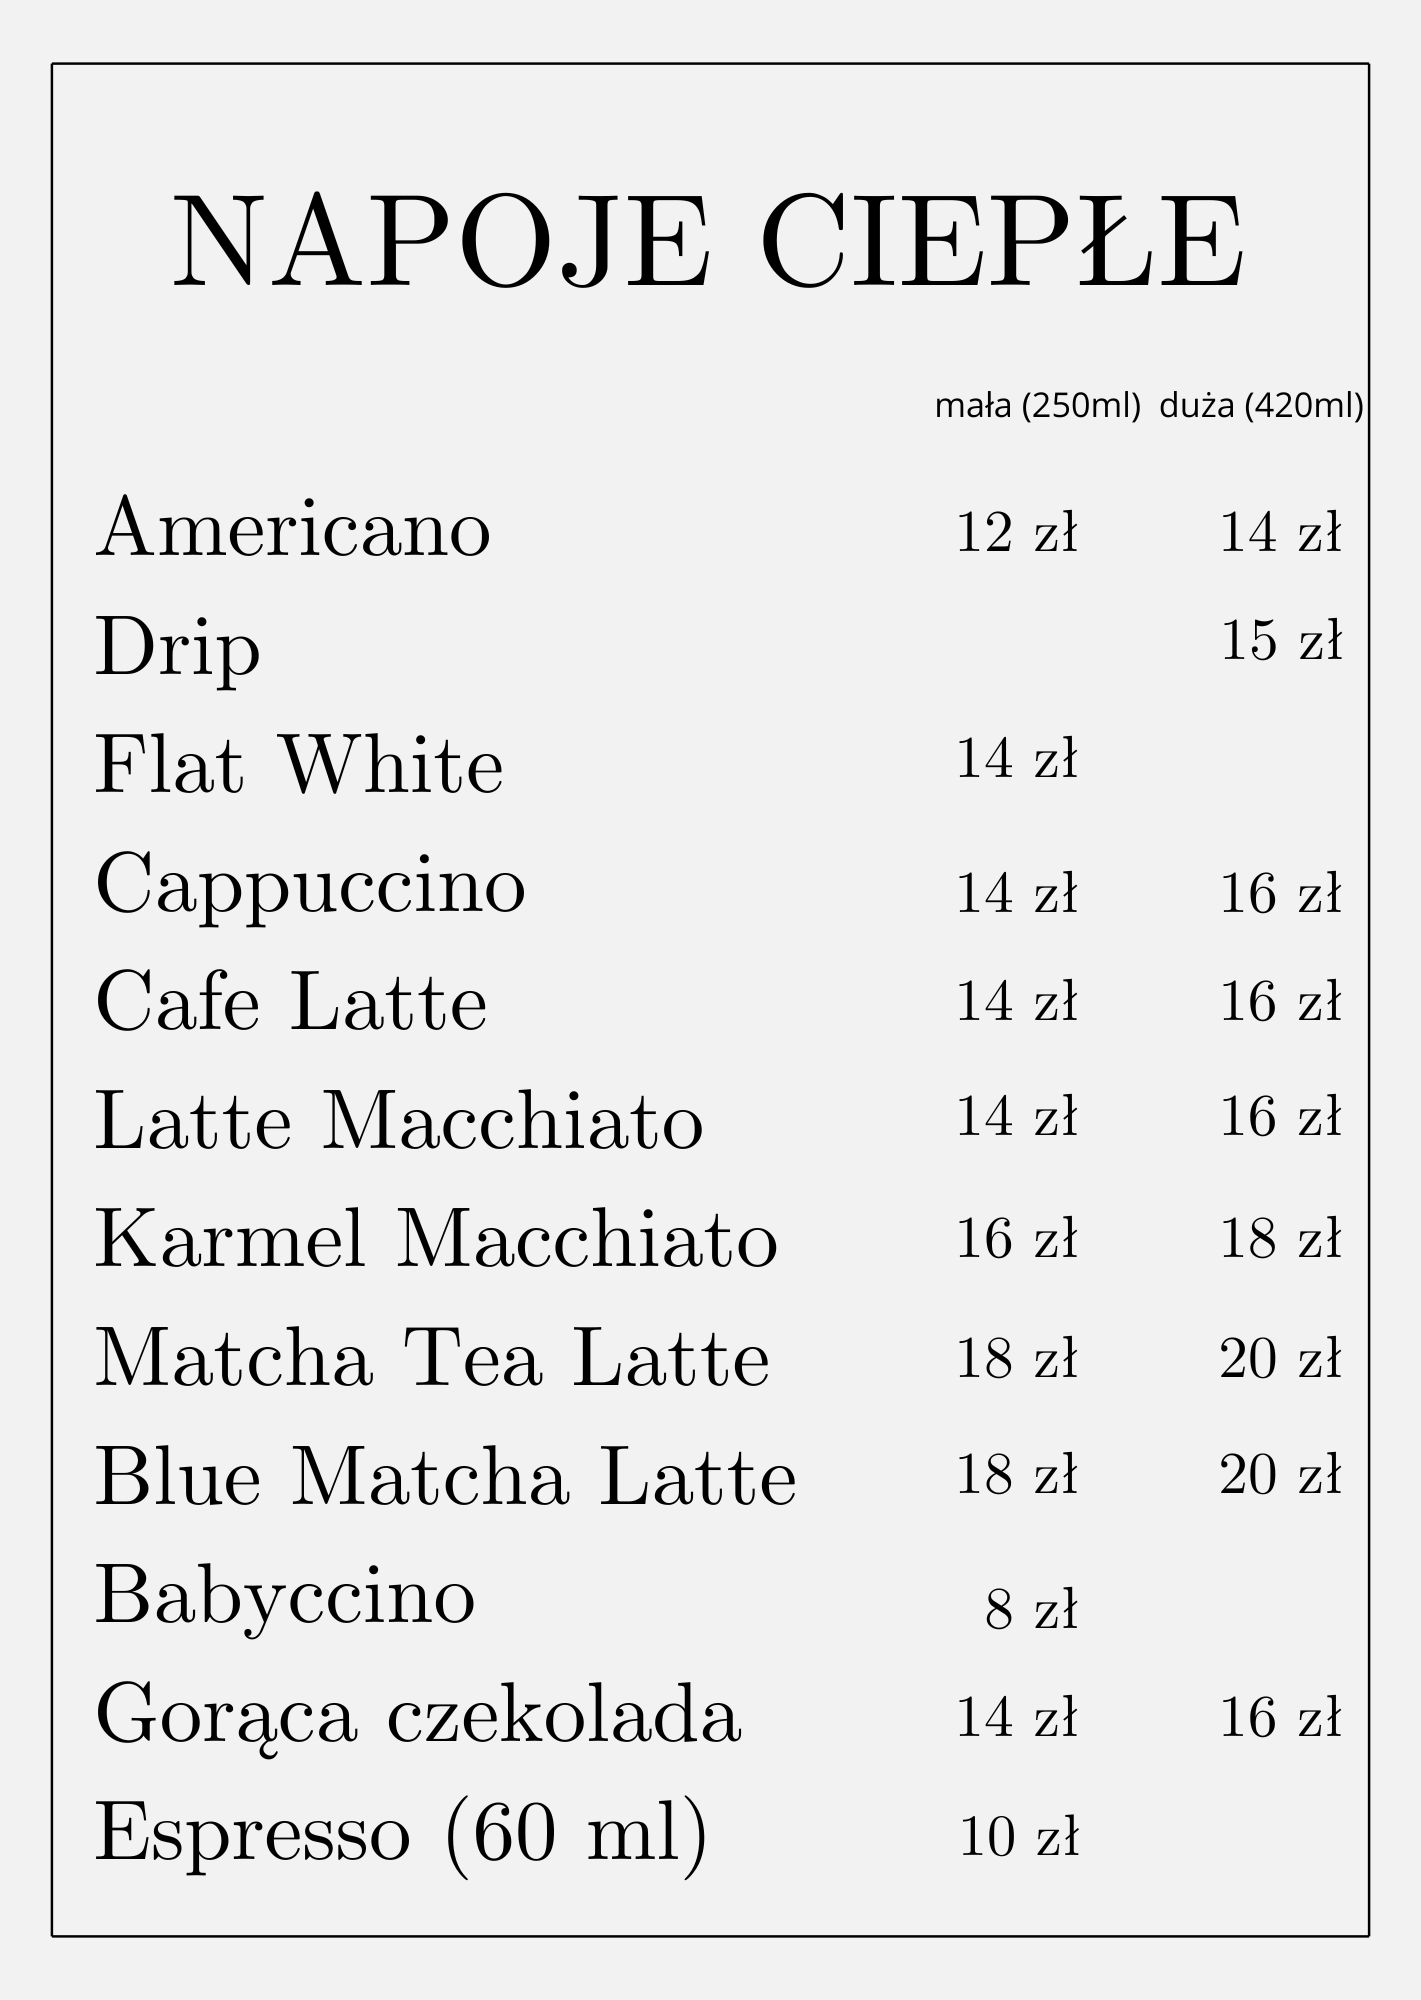 NAPOJE CIEPŁE
mała (250ml) duża (420ml)
Americano 12 zł 14 zł
Drip 15 zł
Flat White 14 zł
Cappuccino 14 zł 16 zł
Cafe Latte 14 zł 16 zł
Latte Macchiato 14 zł 16 zł
Karmel Macchiato 16 zł 18 zł
Matcha Tea Latte 18 zł 20 zł
Blue Matcha Latte 18 zł 20 zł
Babyccino 8 zł
Gorąca czekolada 14 zł 16 zł
Espresso (60 ml) 10 zł